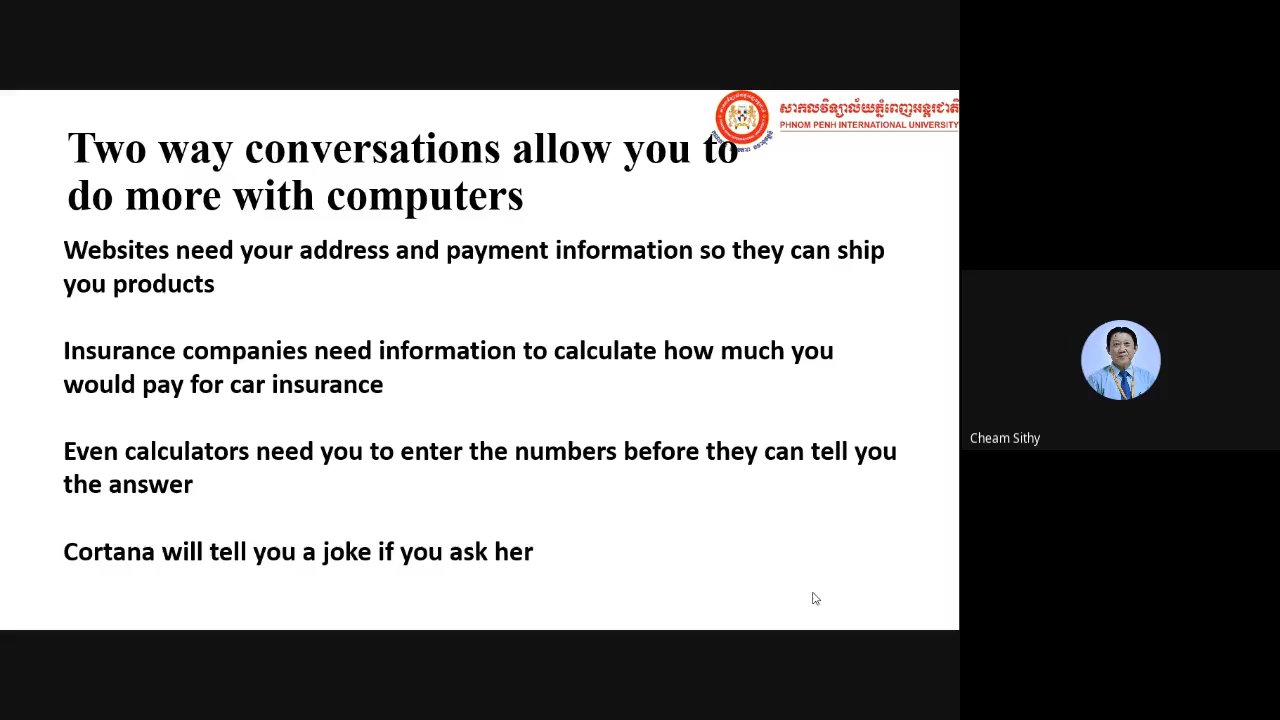 សាកលវិទ្យាល័យភ្នំពេញអន្តរជាតិ
PHNOM PENH INTERNATIONAL UNIVERSITY
Two way conversations allow you to
do more with computers
Websites need your address and payment information so they can ship
you products
Insurance companies need information to calculate how much you
would pay for car insurance
Even calculators need you to enter the numbers before they can tell you
the answer
Cortana will tell you a joke if you ask her
Cheam Sithy